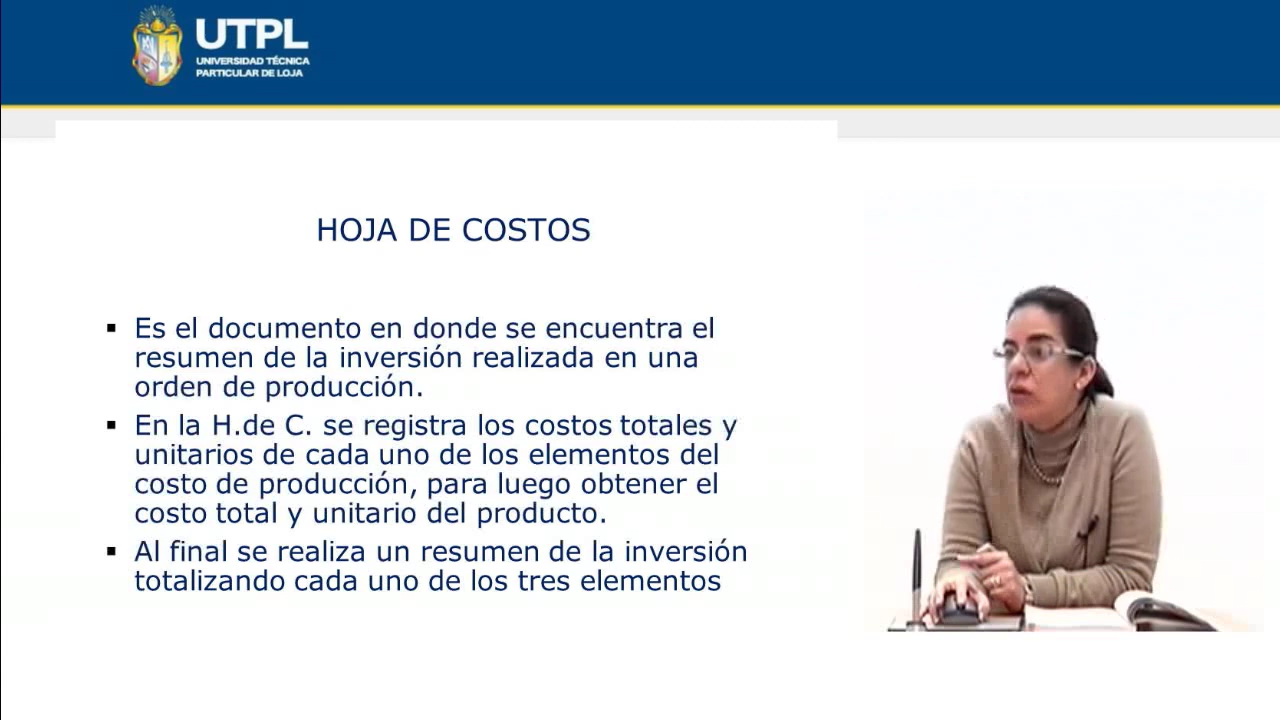 UTPL
UNIVERSIDAD TÉCNICA
PARTICULAR DE LOJA
HOJA DE COSTOS
▪ Es el documento en donde se encuentra el
resumen de la inversión realizada en una
orden de producción.
▪ En la H.de C. se registra los costos totales y
unitarios de cada uno de los elementos del
costo de producción, para luego obtener el
costo total y unitario del producto.
▪ Al final se realiza un resumen de la inversión
totalizando cada uno de los tres elementos